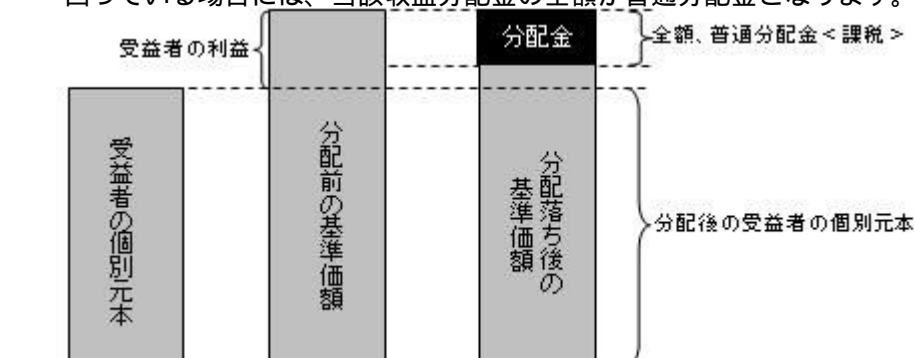 回っている場合には、当該収益分配金の全額が普通分配金となります。
受益者の利益
分配金
全額、普通分配金<課税>
受益者の個別元本
分配前の基準価額
分配落ち後の
基準価額
分配後の受益者の個別元本